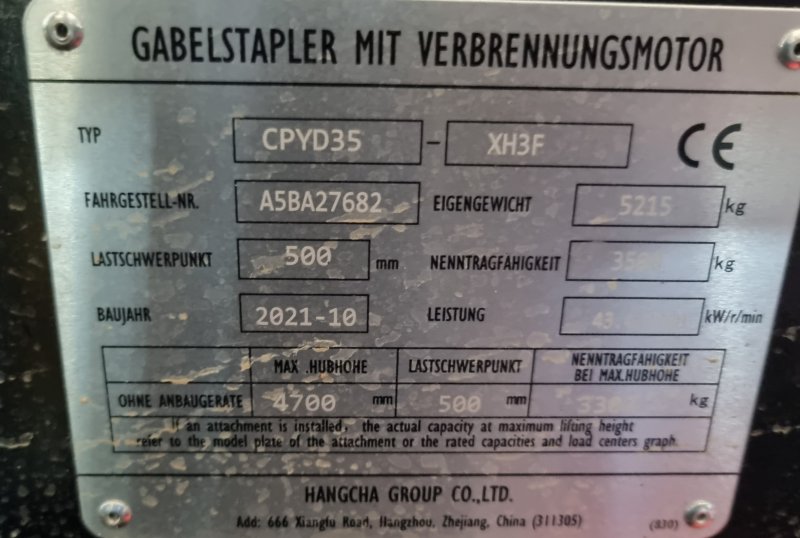 GABELSTAPLER MIT VERBRENNUNGSMOTOR
TYP CPYD35 - XH3F CE
FAHRGESTELL-NR. A5BA27682 EIGENGEWICHT 5215 kg
LASTSCHWERPUNKT 500 mm NENNTRAGFAHIGKEIT kg
BAUJAHR 2021-10 LEISTUNG kW/r/min
MAX .HUBHOHE LASTSCHWERPUNKT NENNTRAGFAHIGKEIT
BEI MAX.HUBHOHE
OHNE ANBAUGERATE 4700 mm 500 mm kg
If an attachment is installed, the actual capacity at maximum lifting height
refer to the model plate of the attachment or the rated capacities and load centers graph.
HANGCHA GROUP CO.,LTD.
Add: 666 Xiangfu Road, Hangzhou, Zhejiang, China (311305) (830)